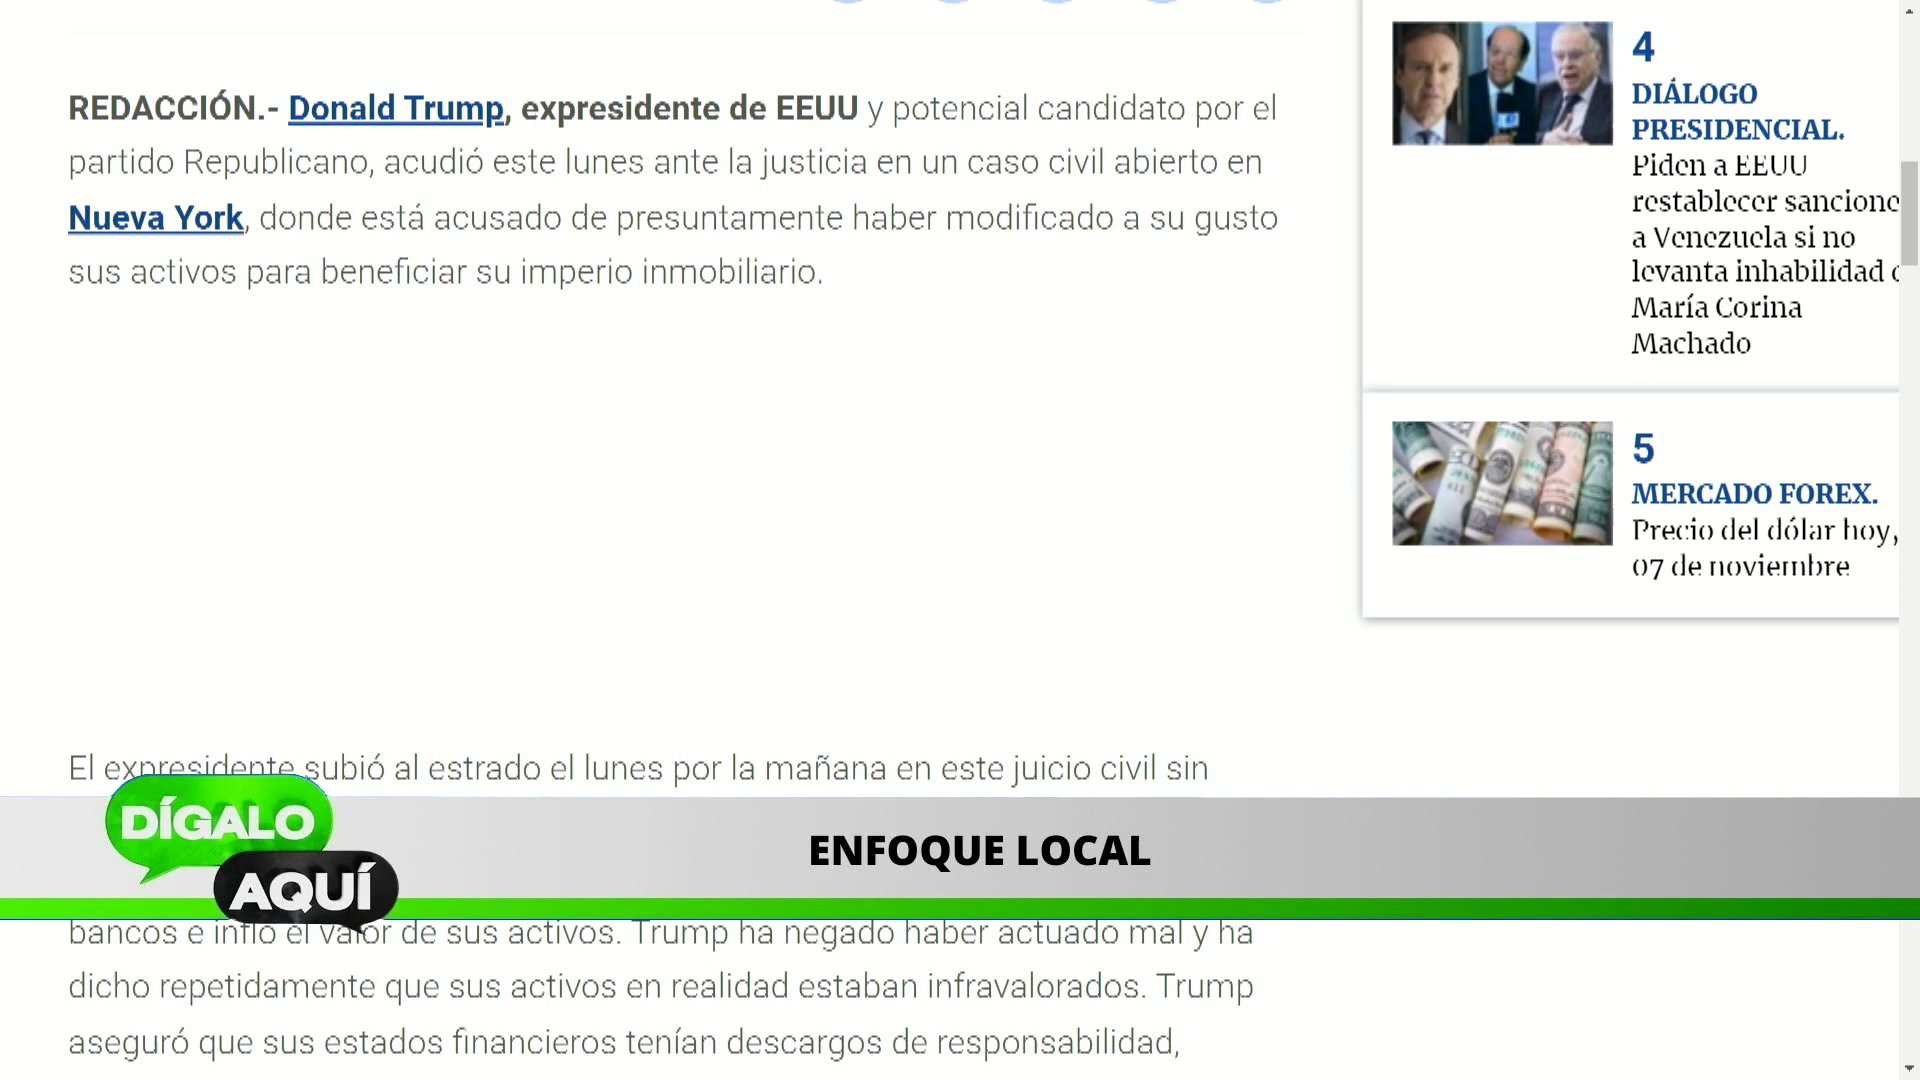 REDACCIÓN.- Donald Trump, expresidente de EEUU y potencial candidato por el
partido Republicano, acudió este lunes ante la justicia en un caso civil abierto en
Nueva York, donde está acusado de presuntamente haber modificado a su gusto
sus activos para beneficiar su imperio inmobiliario.
El expresidente subió al estrado el lunes por la mañana en este juicio civil sin
bancos e infló el valor de sus activos. Trump ha negado haber actuado mal y ha
dicho repetidamente que sus activos en realidad estaban infravalorados. Trump
aseguró que sus estados financieros tenían descargos de responsabilidad,
4
DIÁLOGO
PRESIDENCIAL.
Piden a EEUU
restablecer sancione
a Venezuela si no
levanta inhabilidad
María Corina
Machado
5
MERCADO FOREX.
Precio del dólar hoy,
07 de noviembre
DÍGALO
AQUÍ
ENFOQUE LOCAL